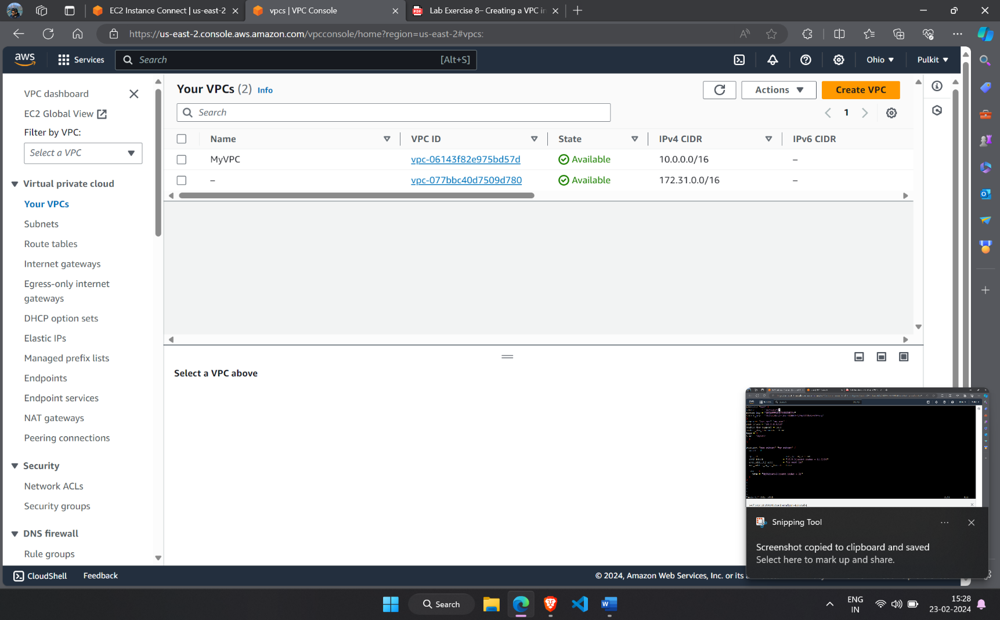 EC2 Instance Connect | us-east-2
vpcs | VPC Console
Lab Exercise 8– Creating a VPC in
https://us-east-2.console.aws.amazon.com/vpcconsole/home?region=us-east-2#vpcs:
aws
Services
Search
[Alt+S]
Ohio
Pulkit
VPC dashboard
EC2 Global View
Filter by VPC:
Select a VPC
Virtual private cloud
Your VPCs
Subnets
Route tables
Internet gateways
Egress-only internet
gateways
DHCP option sets
Elastic IPs
Managed prefix lists
Endpoints
Endpoint services
NAT gateways
Peering connections
Security
Network ACLs
Security groups
DNS firewall
Rule groups
Your VPCs (2) Info
Actions
Create VPC
Search
1
Name VPC ID State IPv4 CIDR IPv6 CIDR
MyVPC vpc-06143f82e975bd57d Available 10.0.0.0/16 –
– vpc-077bbc40d7509d780 Available 172.31.0.0/16 –
Select a VPC above
Snipping Tool
Screenshot copied to clipboard and saved
Select here to mark up and share.
CloudShell
Feedback
© 2024, Amazon Web Services, Inc. or its
Search
ENG
IN
15:28
23-02-2024